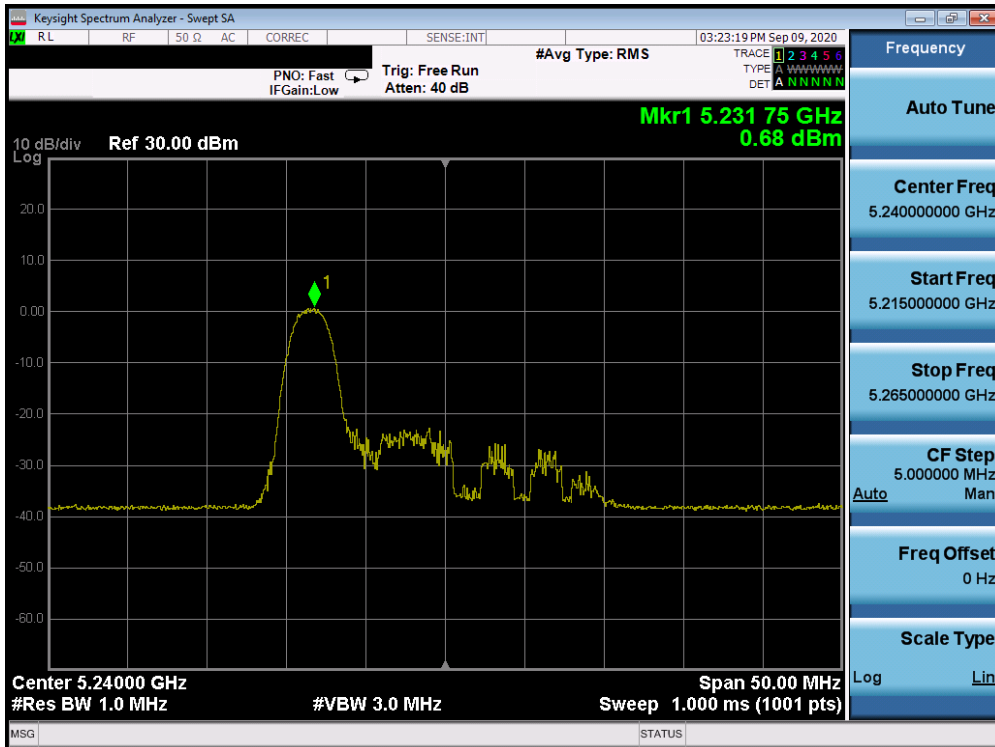 Keysight Spectrum Analyzer - Swept SA
LXI RL RF 50 Ω AC CORREC SENSE:INT 03:23:19 PM Sep 09, 2020
#Avg Type: RMS
TRACE 1 2 3 4 5 6
TYPE A WWWWWW
DET A N N N N N
PNO: Fast
IFGain:Low
Trig: Free Run
Atten: 40 dB
Mkr1 5.231 75 GHz
0.68 dBm
10 dB/div Ref 30.00 dBm
Log
20.0
10.0
0.00
-10.0
-20.0
-30.0
-40.0
-50.0
-60.0
1
Center 5.24000 GHz Span 50.00 MHz
#Res BW 1.0 MHz #VBW 3.0 MHz Sweep 1.000 ms (1001 pts)
MSG STATUS
Frequency
Auto Tune
Center Freq
5.240000000 GHz
Start Freq
5.215000000 GHz
Stop Freq
5.265000000 GHz
CF Step
5.000000 MHz
Auto Man
Freq Offset
0 Hz
Scale Type
Log Lin